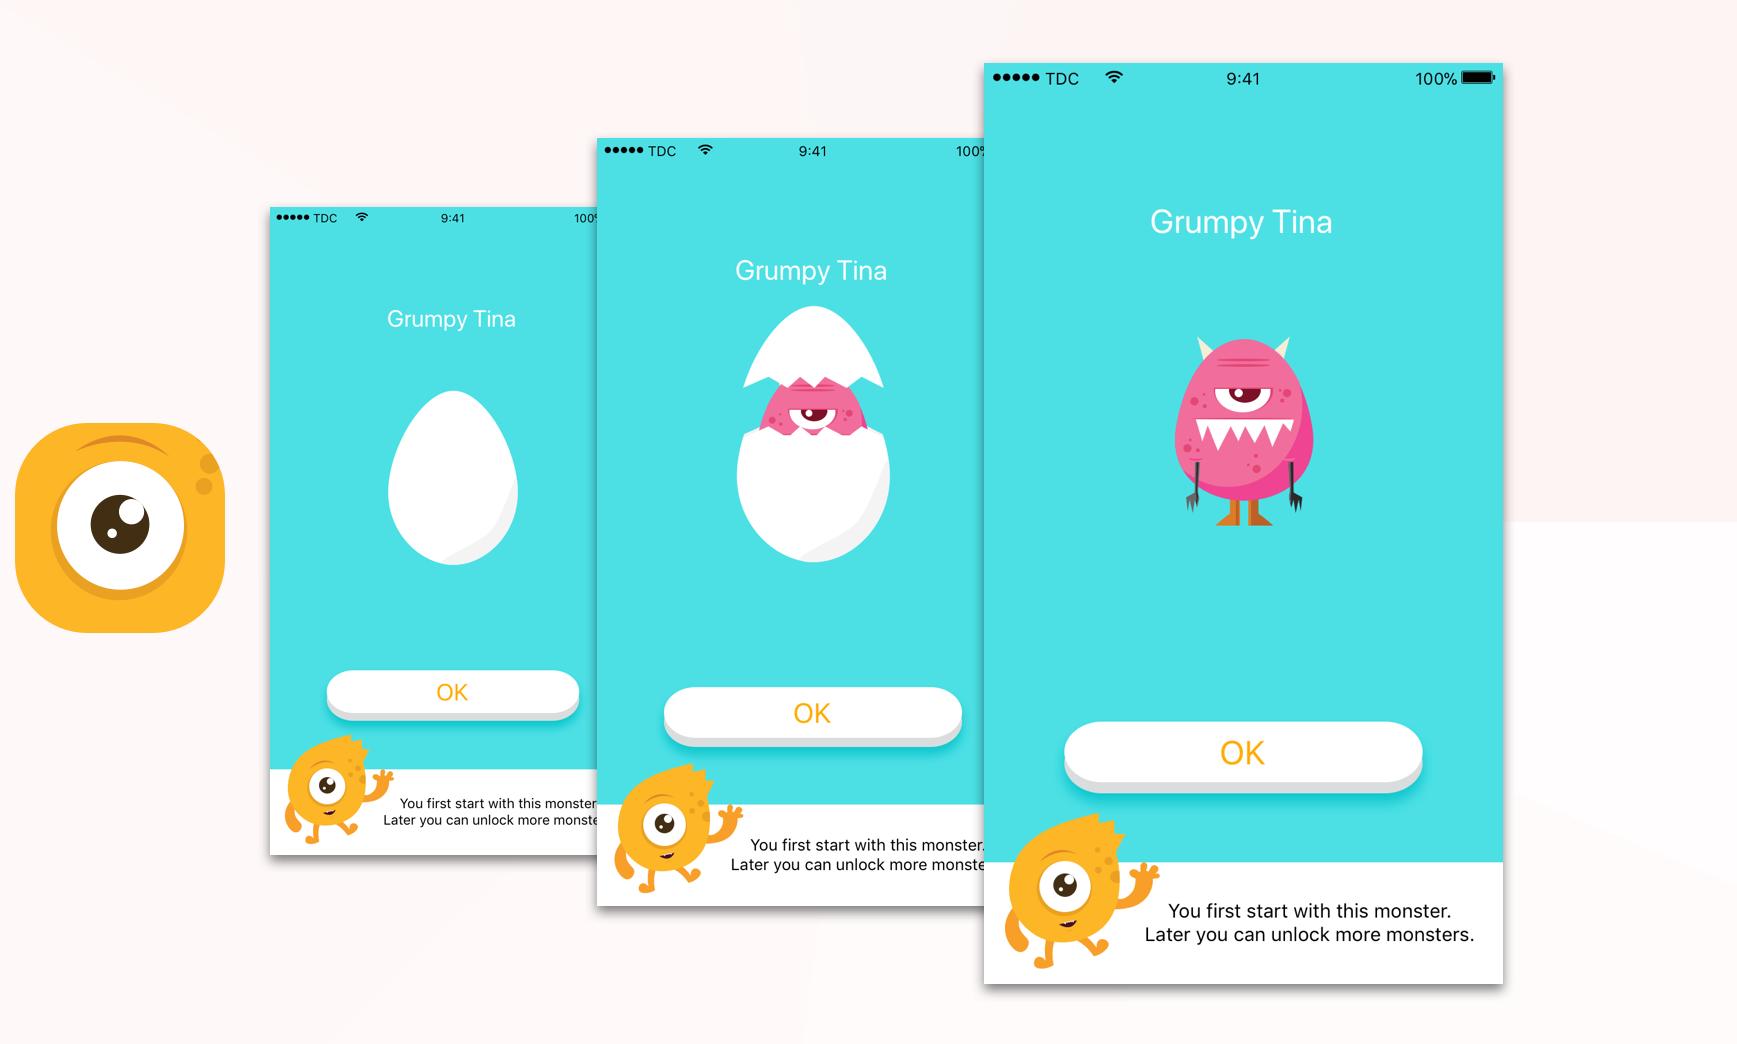 TDC 9:41 100%
Grumpy Tina
OK
You first start with this monster
Later you can unlock more monste
TDC 9:41 100%
Grumpy Tina
OK
You first start with this monster.
Later you can unlock more monste
TDC 9:41 100%
Grumpy Tina
OK
You first start with this monster.
Later you can unlock more monsters.